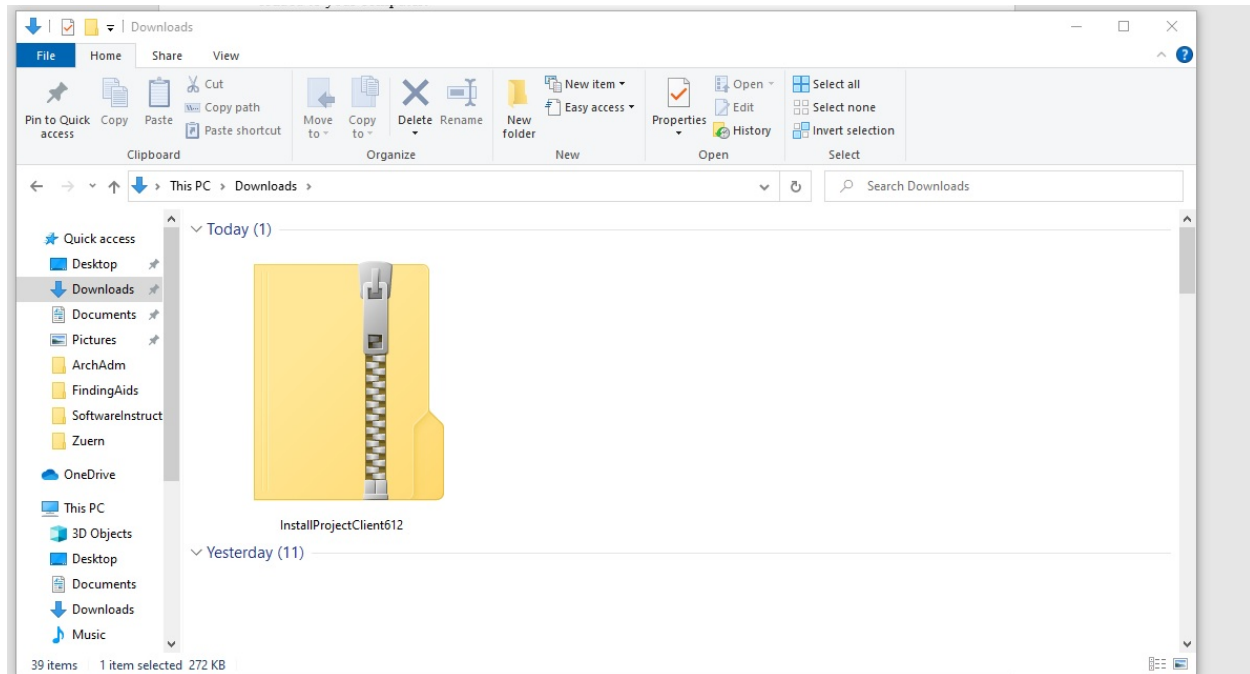 Downloads
File Home Share View
Pin to Quick access
Copy
Paste
Cut
Copy path
Paste shortcut
Clipboard
Move to
Copy to
Delete
Rename
Organize
New folder
New item
Easy access
New
Properties
Open
Edit
History
Open
Select all
Select none
Invert selection
Select
This PC > Downloads >
Search Downloads
Quick access
Desktop
Downloads
Documents
Pictures
ArchAdm
FindingAids
SoftwareInstruct
Zuern
OneDrive
This PC
3D Objects
Desktop
Documents
Downloads
Music
Today (1)
InstallProjectClient612
Yesterday (11)
39 items 1 item selected 272 KB